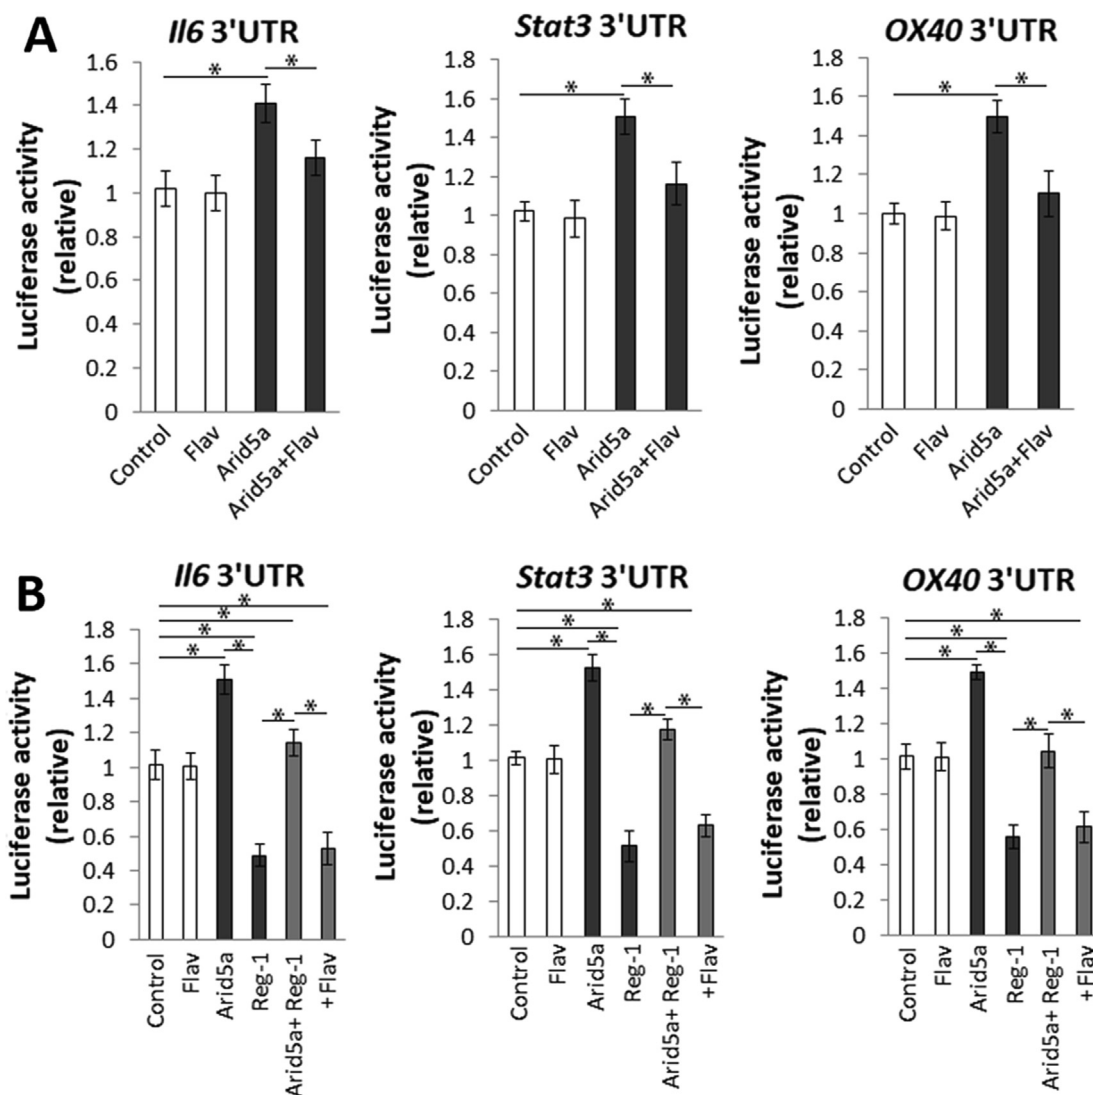 A
Il6 3'UTR
Luciferase activity
(relative)
1.6
1.4
1.2
1
0.8
0.6
0.4
0.2
0
*
*
Control
Flav
Arid5a
Arid5a+Flav
Stat3 3'UTR
Luciferase activity
(relative)
1.8
1.6
1.4
1.2
1
0.8
0.6
0.4
0.2
0
*
*
Control
Flav
Arid5a
Arid5a+Flav
OX40 3'UTR
Luciferase activity
(relative)
1.8
1.6
1.4
1.2
1
0.8
0.6
0.4
0.2
0
*
*
Control
Flav
Arid5a
Arid5a+Flav
B
Il6 3'UTR
Luciferase activity
(relative)
1.8
1.6
1.4
1.2
1
0.8
0.6
0.4
0.2
0
*
*
*
*
*
*
*
Control
Flav
Arid5a
Reg-1
Arid5a+ Reg-1
+Flav
Stat3 3'UTR
Luciferase activity
(relative)
1.8
1.6
1.4
1.2
1
0.8
0.6
0.4
0.2
0
*
*
*
*
*
*
Control
Flav
Arid5a
Reg-1
Arid5a+ Reg-1
+Flav
OX40 3'UTR
Luciferase activity
(relative)
1.8
1.6
1.4
1.2
1
0.8
0.6
0.4
0.2
0
*
*
*
*
*
*
Control
Flav
Arid5a
Reg-1
Arid5a+ Reg-1
+Flav